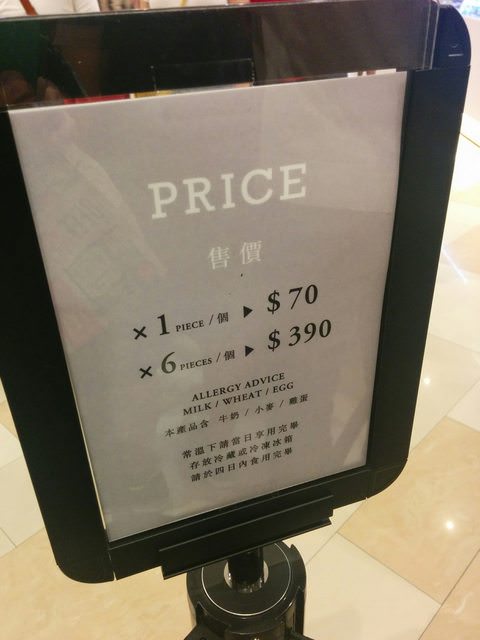 PRICE
售價
× 1 PIECE / 個 ▶ $ 70
× 6 PIECES / 個 ▶ $ 390
ALLERGY ADVICE
MILK / WHEAT / EGG
本產品含 牛奶 / 小麥 / 雞蛋
常溫下請當日享用完畢
存放冷藏或冷凍冰箱
請於四日內食用完畢